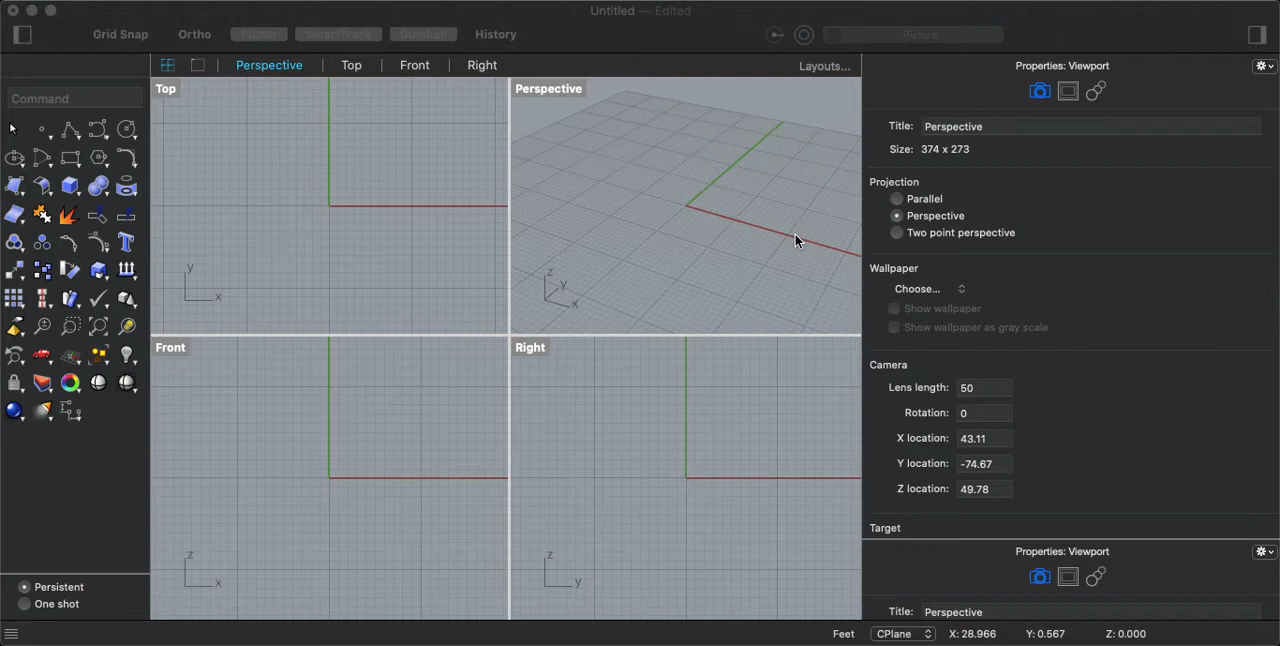 Untitled — Edited
Grid Snap Ortho Planar SmartTrack Gumball History Picture
Perspective Top Front Right Layouts...
Command
Top
Perspective
y
x
z
y
x
Front
Right
z
x
z
y
Persistent
One shot
Properties: Viewport
Title: Perspective
Size: 374 x 273
Projection
Parallel
Perspective
Two point perspective
Wallpaper
Choose...
Show wallpaper
Show wallpaper as gray scale
Camera
Lens length: 50
Rotation: 0
X location: 43.11
Y location: -74.67
Z location: 49.78
Target
Properties: Viewport
Title: Perspective
Feet CPlane X: 28.966 Y: 0.567 Z: 0.000